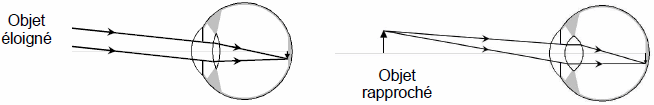 Objet
éloigné
Objet
rapproché